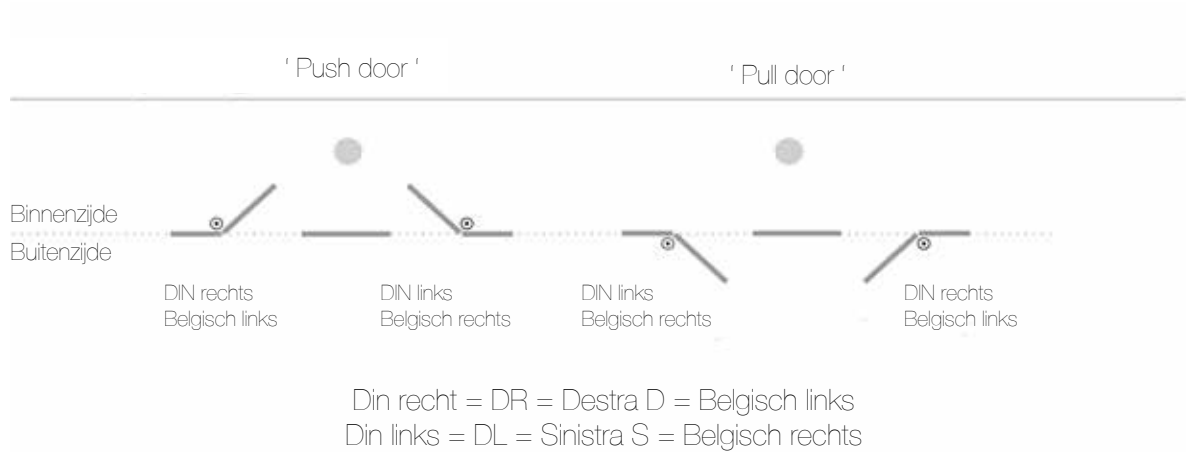 ' Push door '
' Pull door '
Binnenzijde
Buitenzijde
DIN rechts
Belgisch links
DIN links
Belgisch rechts
DIN links
Belgisch rechts
DIN rechts
Belgisch links
Din recht = DR = Destra D = Belgisch links
Din links = DL = Sinistra S = Belgisch rechts